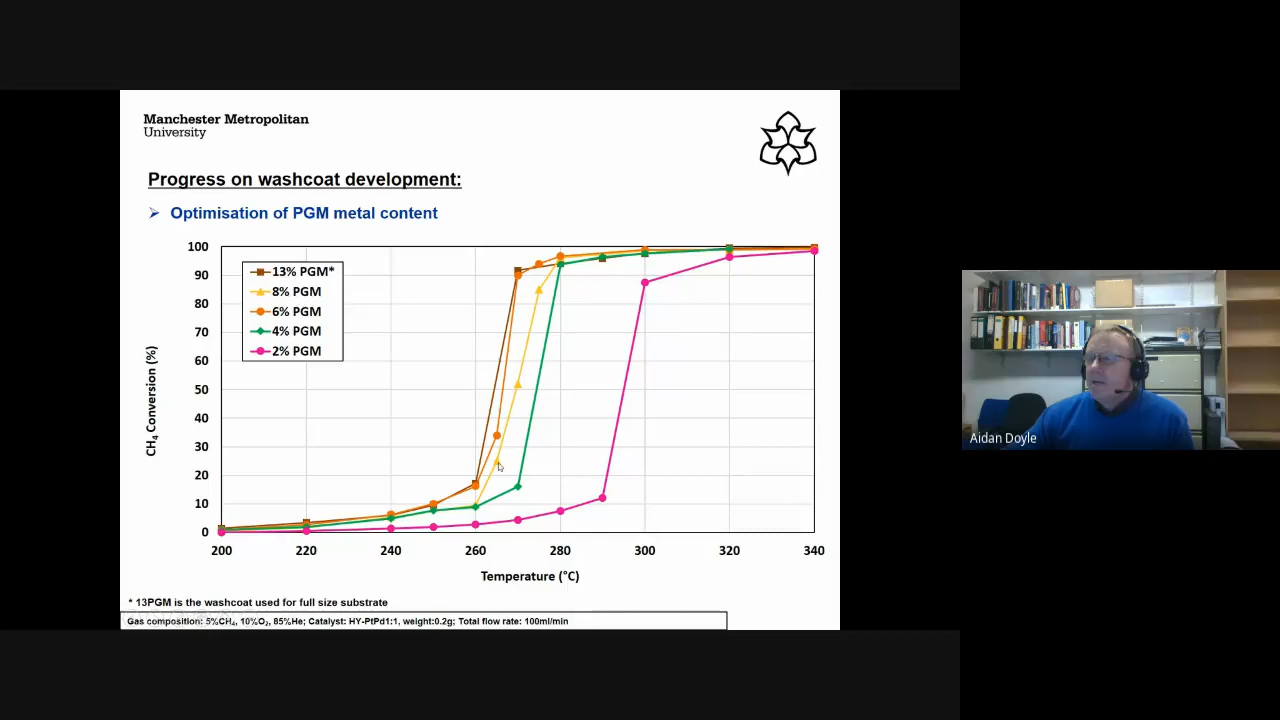 Manchester Metropolitan
University
Progress on washcoat development:
➢ Optimisation of PGM metal content
100
90
80
70
60
50
40
30
20
10
0
CH₄ Conversion (%)
13% PGM*
8% PGM
6% PGM
4% PGM
2% PGM
200 220 240 260 280 300 320 340
Temperature (°C)
* 13PGM is the washcoat used for full size substrate
Gas composition: 5%CH₄, 10%O₂, 85%He; Catalyst: HY-PtPd1:1, weight:0.2g; Total flow rate: 100ml/min
Aidan Doyle